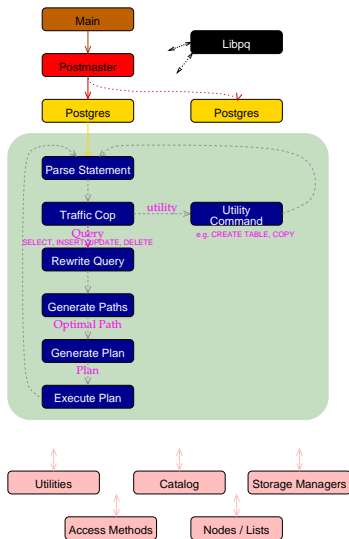 Main
Libpq
Postmaster
Postgres
Postgres
Parse Statement
utility
Traffic Cop
Utility
Command
Query
SELECT, INSERT, UPDATE, DELETE
e.g. CREATE TABLE, COPY
Rewrite Query
Generate Paths
Optimal Path
Generate Plan
Plan
Execute Plan
Utilities
Catalog
Storage Managers
Access Methods
Nodes / Lists